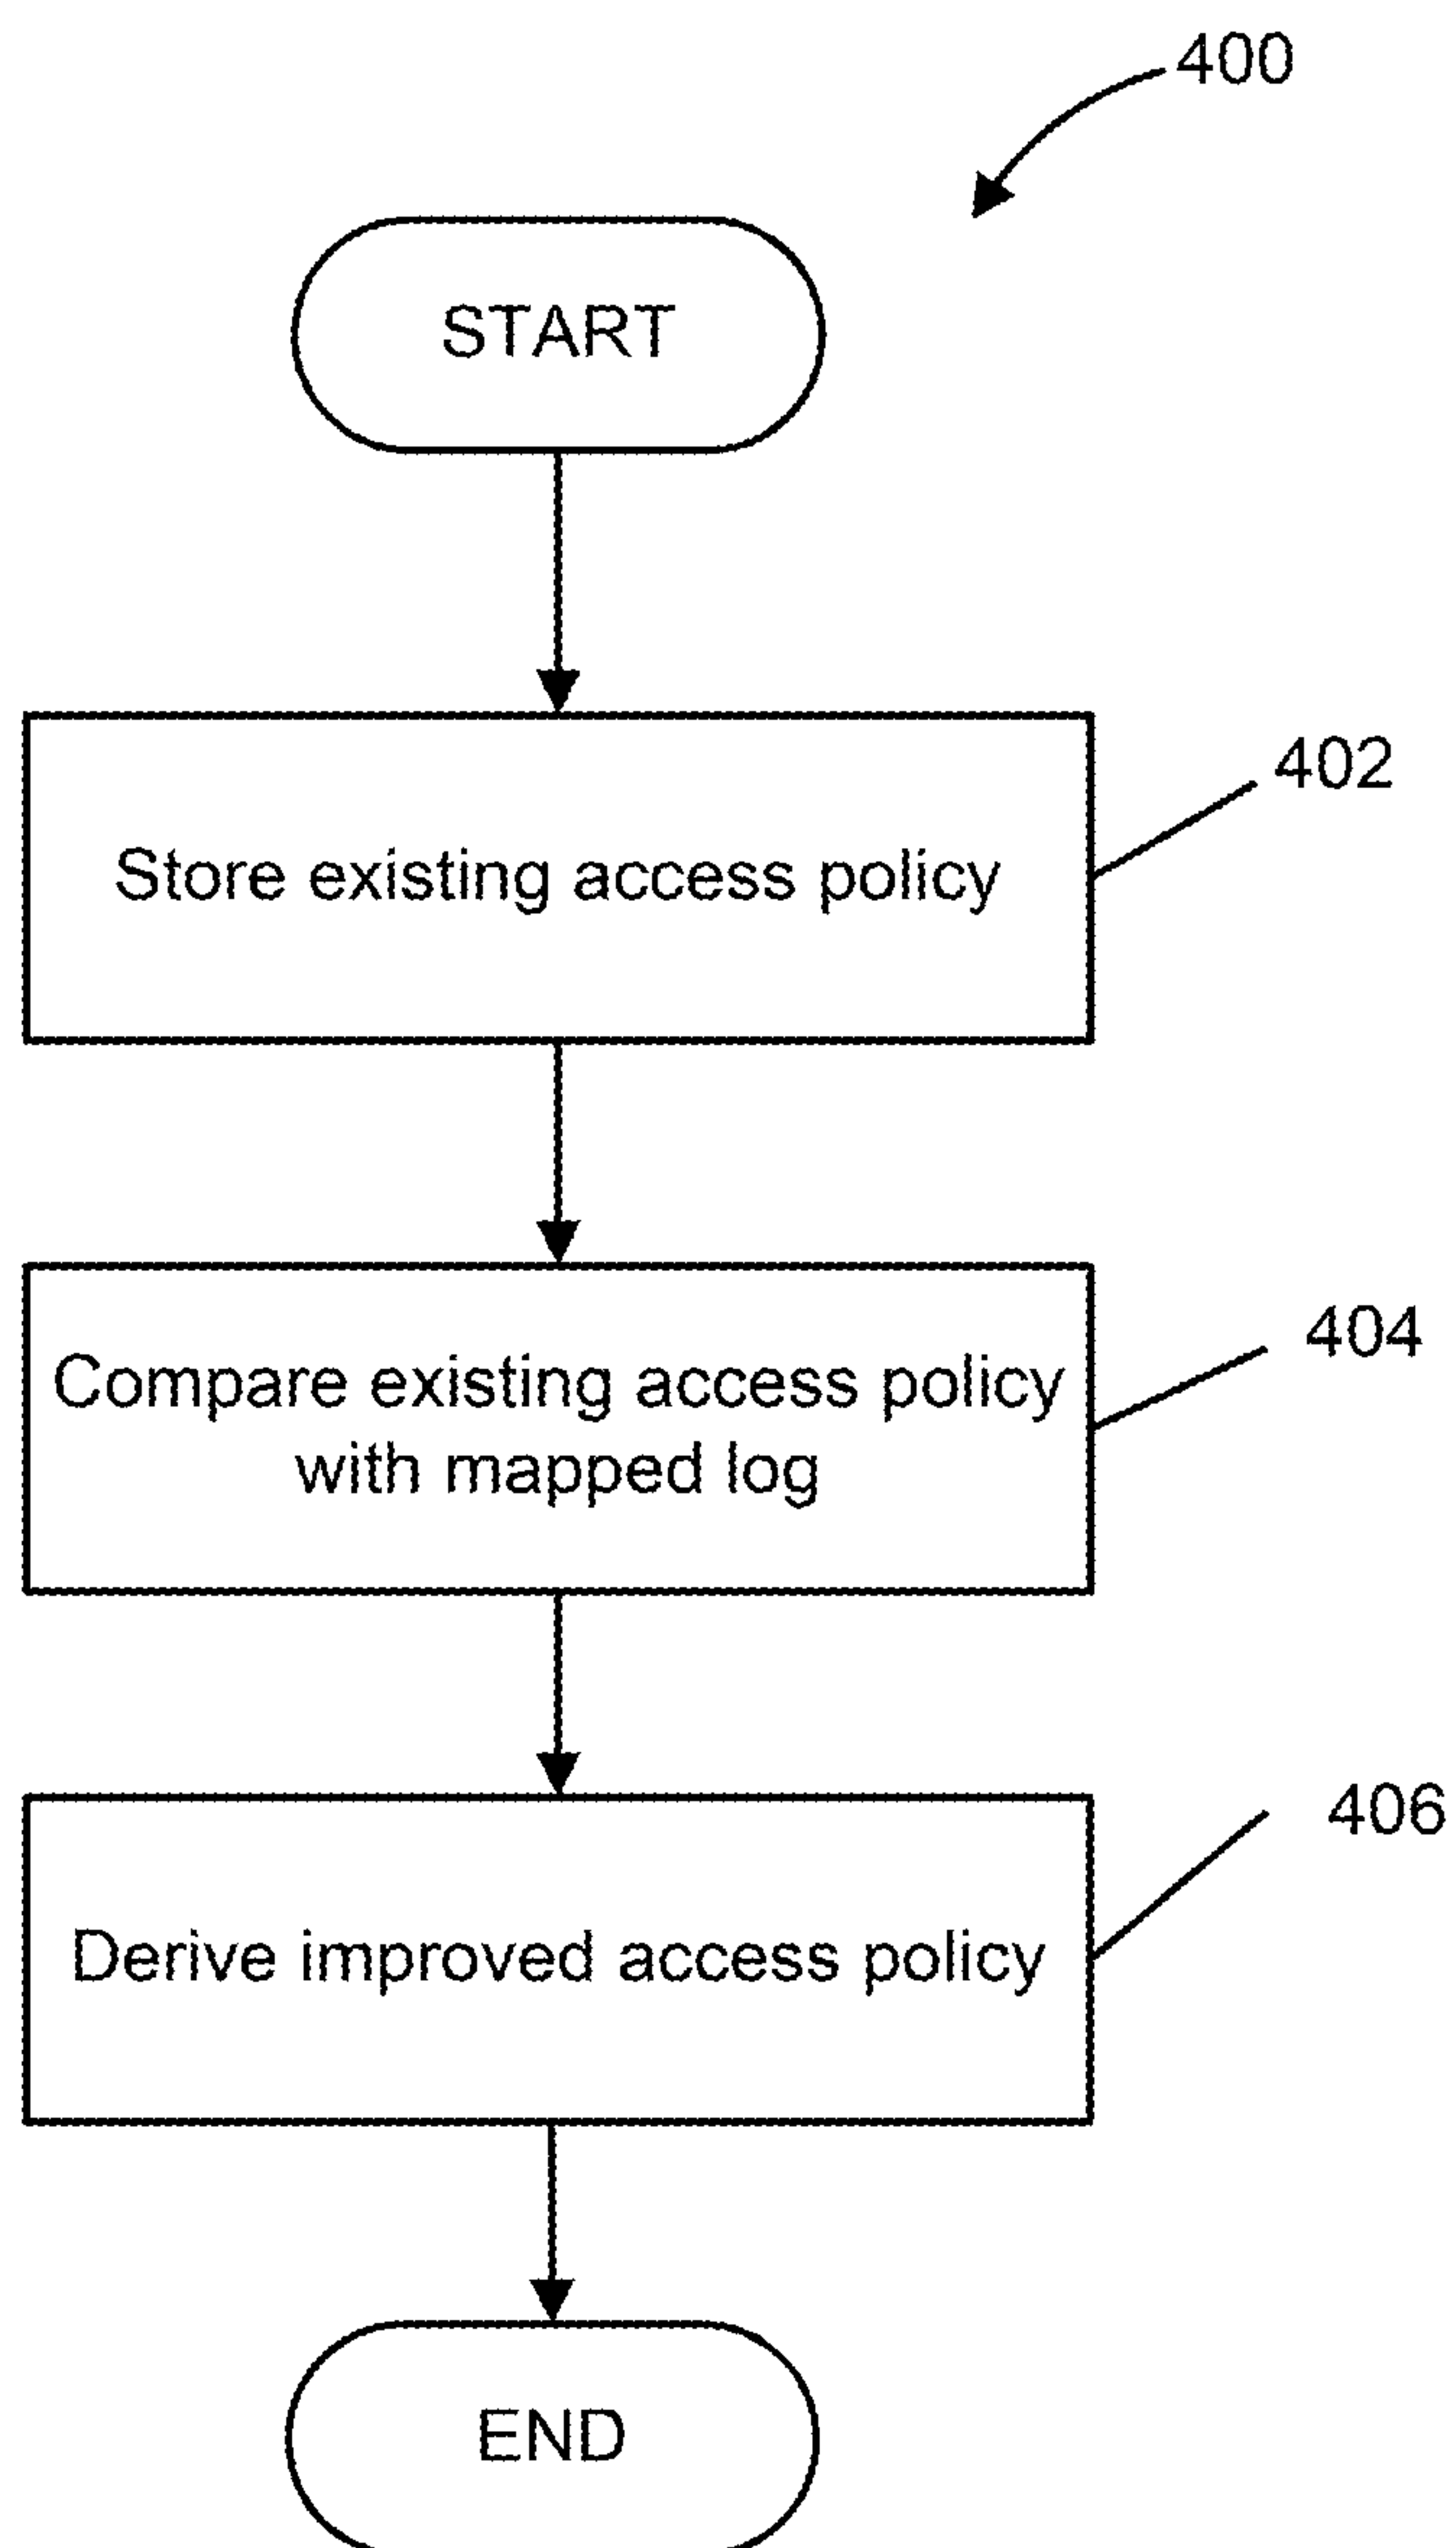 400
START
402
Store existing access policy
404
Compare existing access policy
with mapped log
406
Derive improved access policy
END